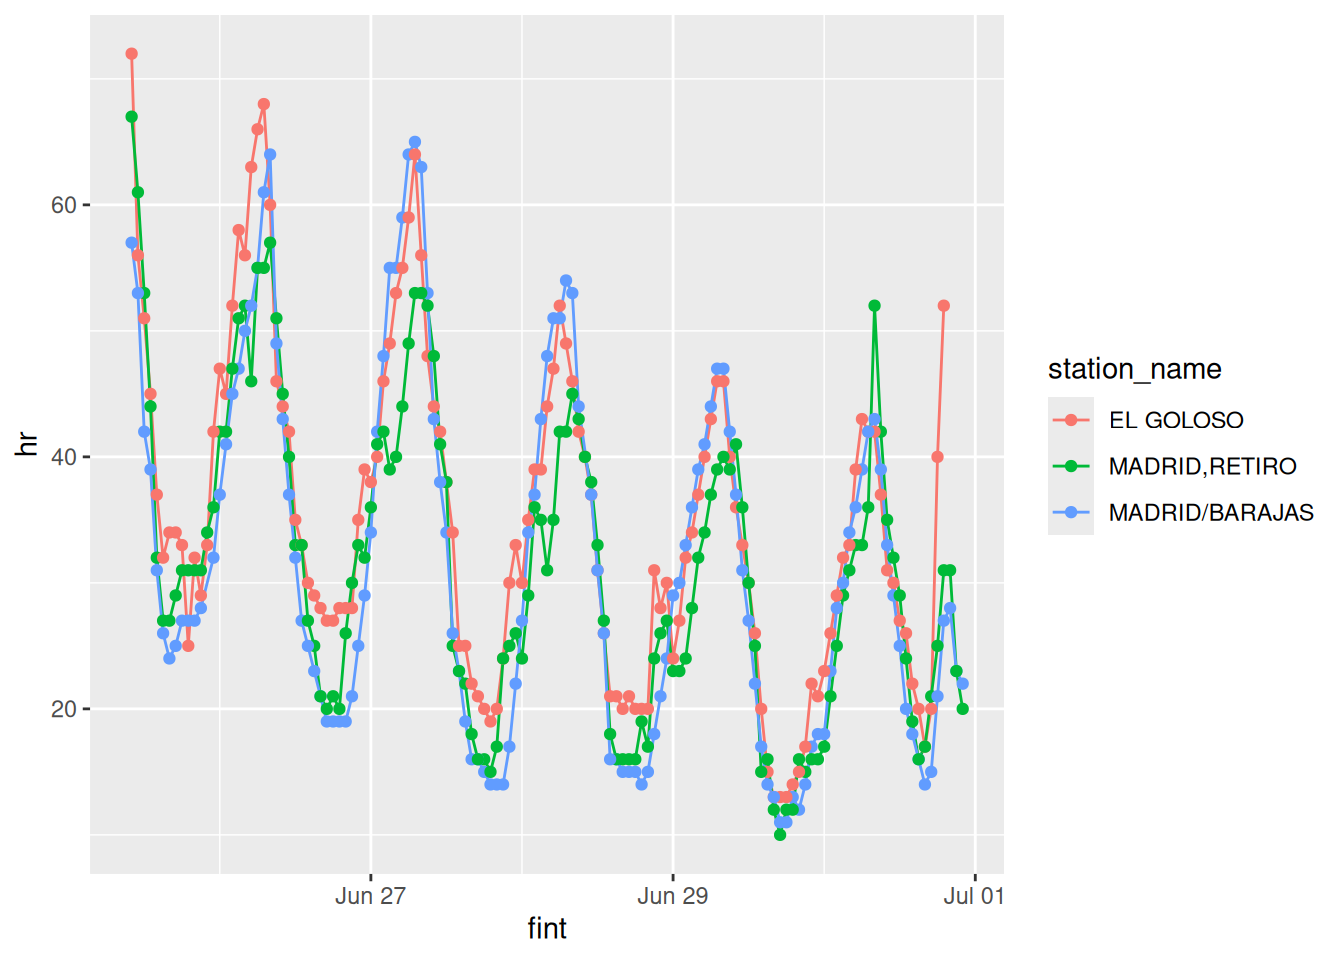 60
40
20
hr
Jun 27
Jun 29
Jul 01
fint
station_name
EL GOLOSO
MADRID,RETIRO
MADRID/BARAJAS